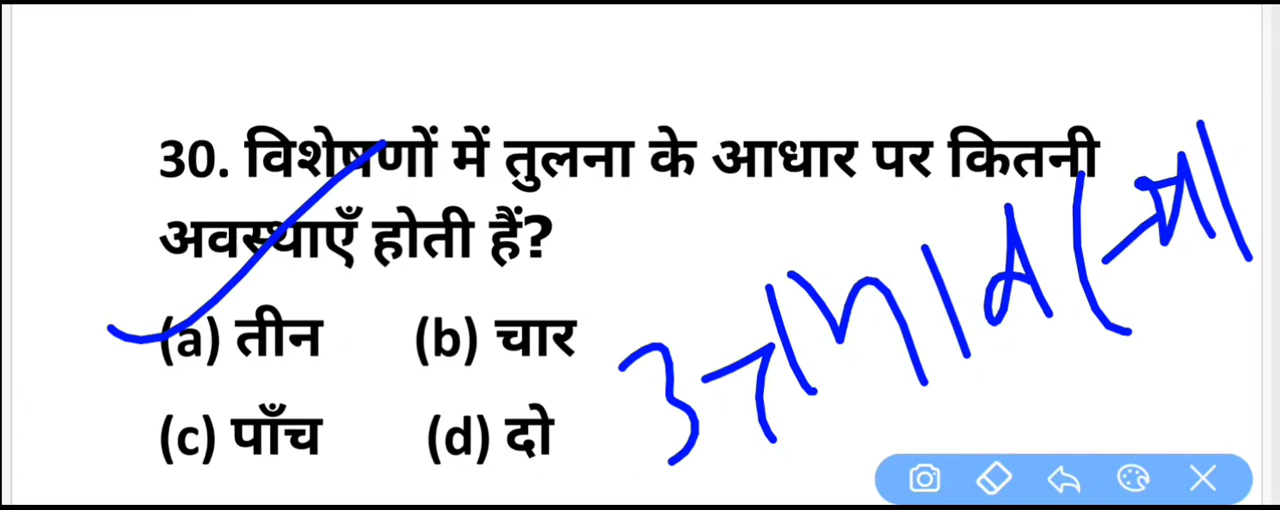 30. विशेषणों में तुलना के आधार पर कितनी
अवस्थाएँ होती हैं?
(a) तीन (b) चार
(c) पाँच (d) दो